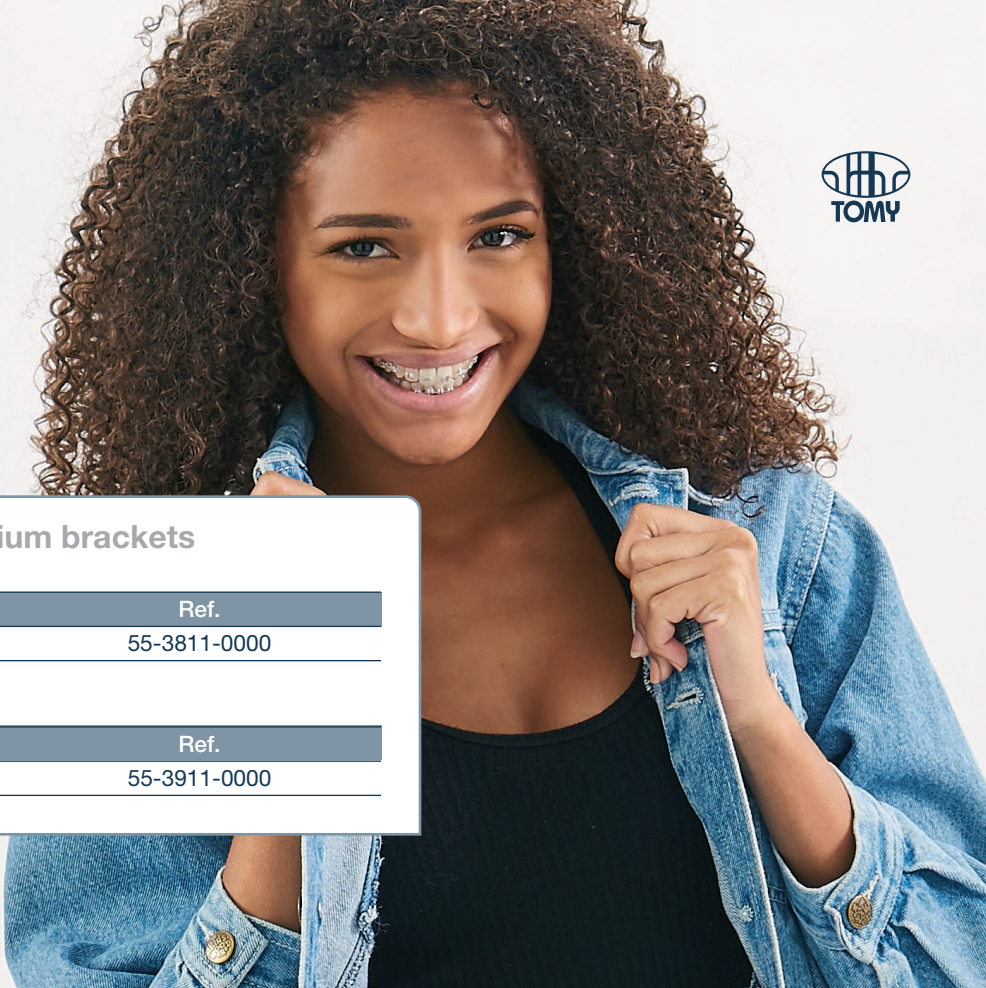 TOMY
ium brackets
Ref.
55-3811-0000
Ref.
55-3911-0000